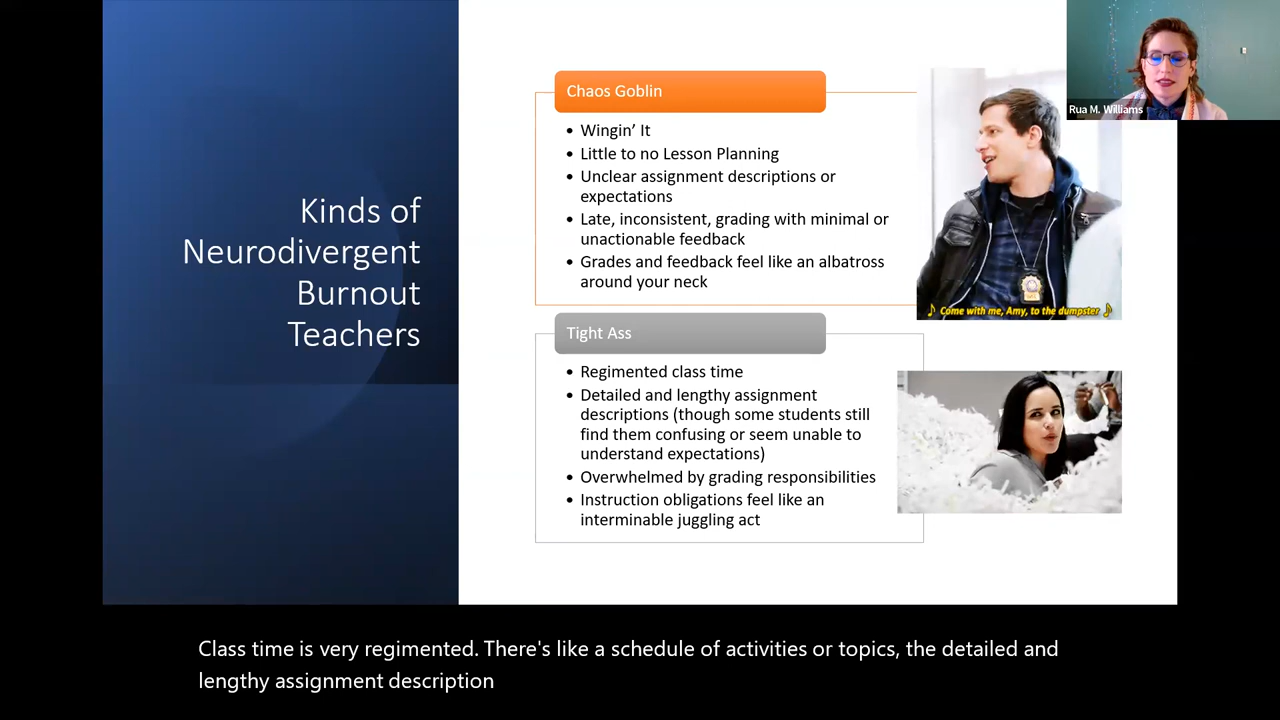 Kinds of
Neurodivergent
Burnout
Teachers
Chaos Goblin
• Wingin’ It
• Little to no Lesson Planning
• Unclear assignment descriptions or
expectations
• Late, inconsistent, grading with minimal or
unactionable feedback
• Grades and feedback feel like an albatross
around your neck
♪ Come with me, Amy, to the dumpster ♪
Tight Ass
• Regimented class time
• Detailed and lengthy assignment
descriptions (though some students still
find them confusing or seem unable to
understand expectations)
• Overwhelmed by grading responsibilities
• Instruction obligations feel like an
interminable juggling act
Rua M. Williams
Class time is very regimented. There's like a schedule of activities or topics, the detailed and
lengthy assignment description